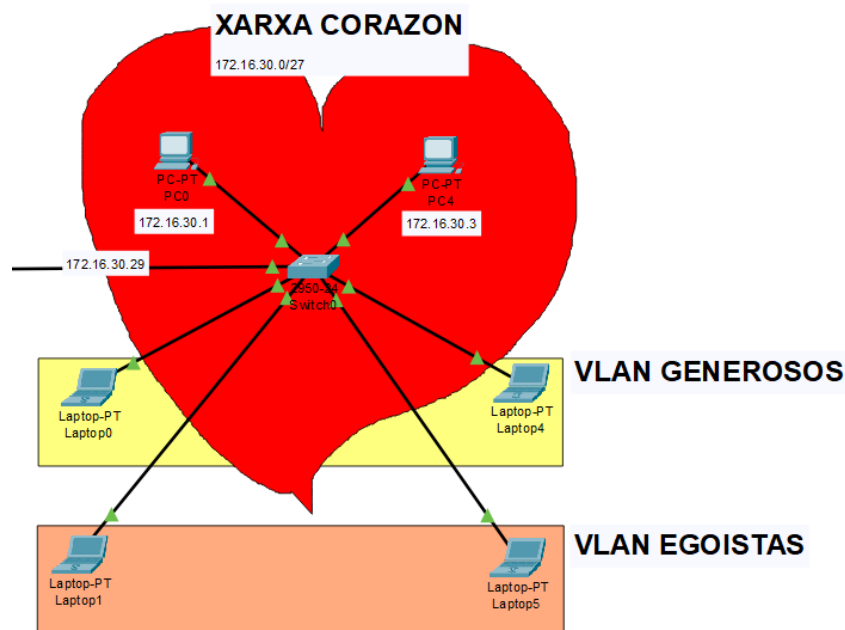 XARXA CORAZON
172.16.30.0/27
PC-PT
PC0
172.16.30.1
PC-PT
PC4
172.16.30.3
172.16.30.29
2950-24
Switch0
Laptop-PT
Laptop0
Laptop-PT
Laptop4
VLAN GENEROSOS
Laptop-PT
Laptop1
Laptop-PT
Laptop5
VLAN EGOISTAS